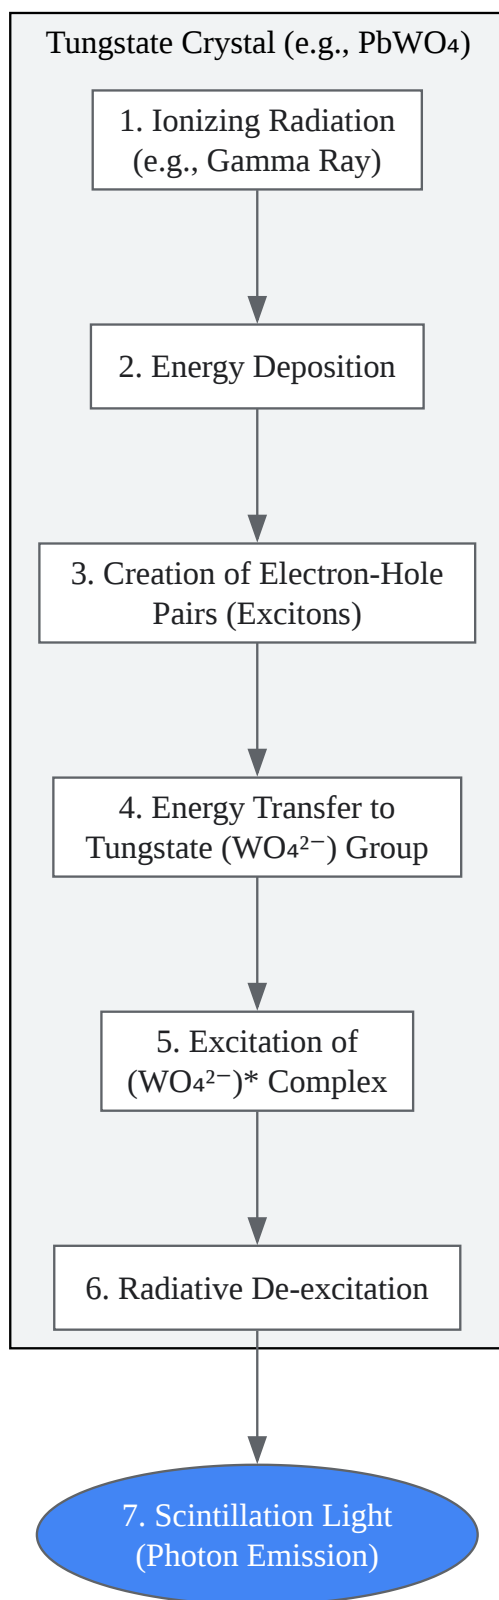 Tungstate Crystal (e.g., PbWO₄)
1. Ionizing Radiation
(e.g., Gamma Ray)
2. Energy Deposition
3. Creation of Electron-Hole
Pairs (Excitons)
4. Energy Transfer to
Tungstate (WO₄²⁻) Group
5. Excitation of
(WO₄²⁻)* Complex
6. Radiative De-excitation
7. Scintillation Light
(Photon Emission)